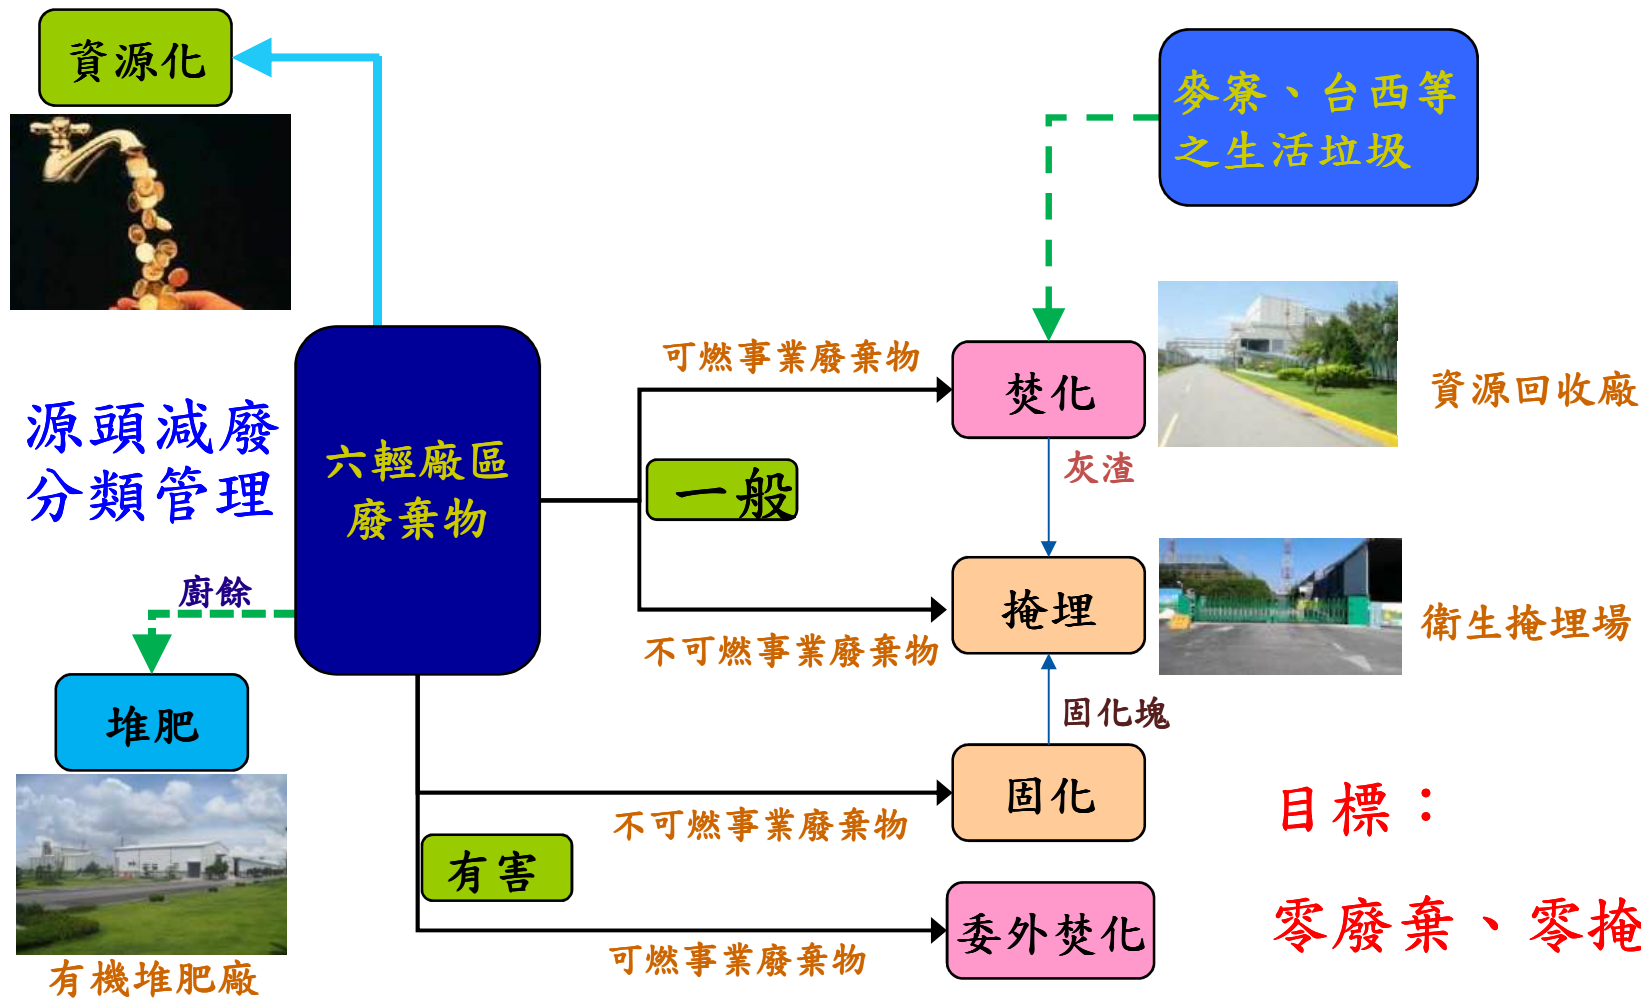 資源化
麥寮、台西等
之生活垃圾
可燃事業廢棄物
焚化
資源回收廠
源頭減廢
分類管理
六輕廠區
廢棄物
一般
灰渣
廚餘
掩埋
衛生掩埋場
不可燃事業廢棄物
堆肥
固化塊
固化
不可燃事業廢棄物
目標：
有害
委外焚化
零廢棄、零掩
可燃事業廢棄物
有機堆肥廠